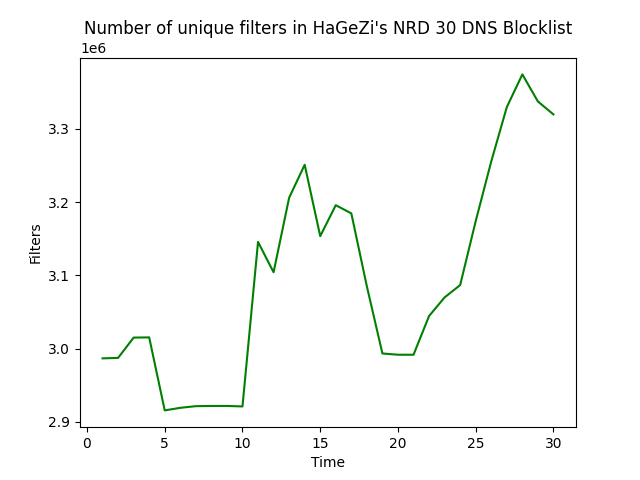 Number of unique filters in HaGeZi's NRD 30 DNS Blocklist
1e6
3.3
3.2
3.1
3.0
2.9
Filters
0 5 10 15 20 25 30
Time